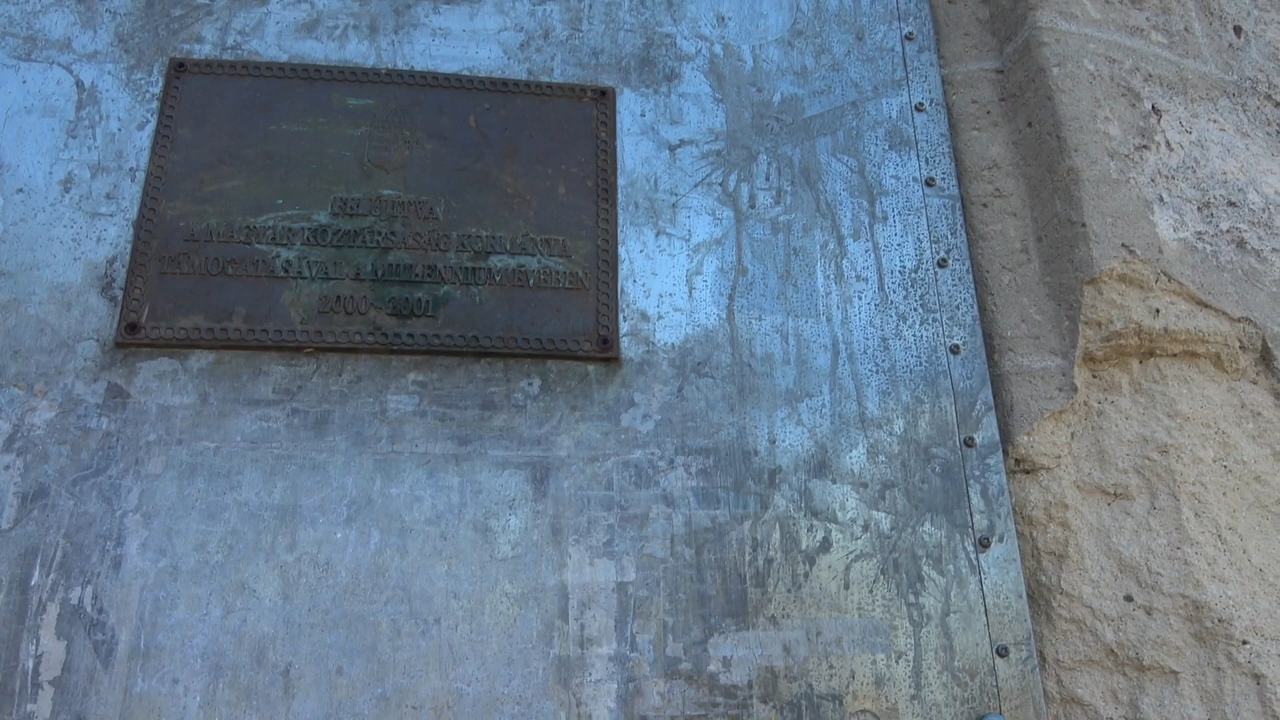 FELÚJÍTVA
A MAGYAR KÖZTÁRSASÁG KORMÁNYA
TÁMOGATÁSÁVAL A MILLENNIUM ÉVÉBEN
2000-2001